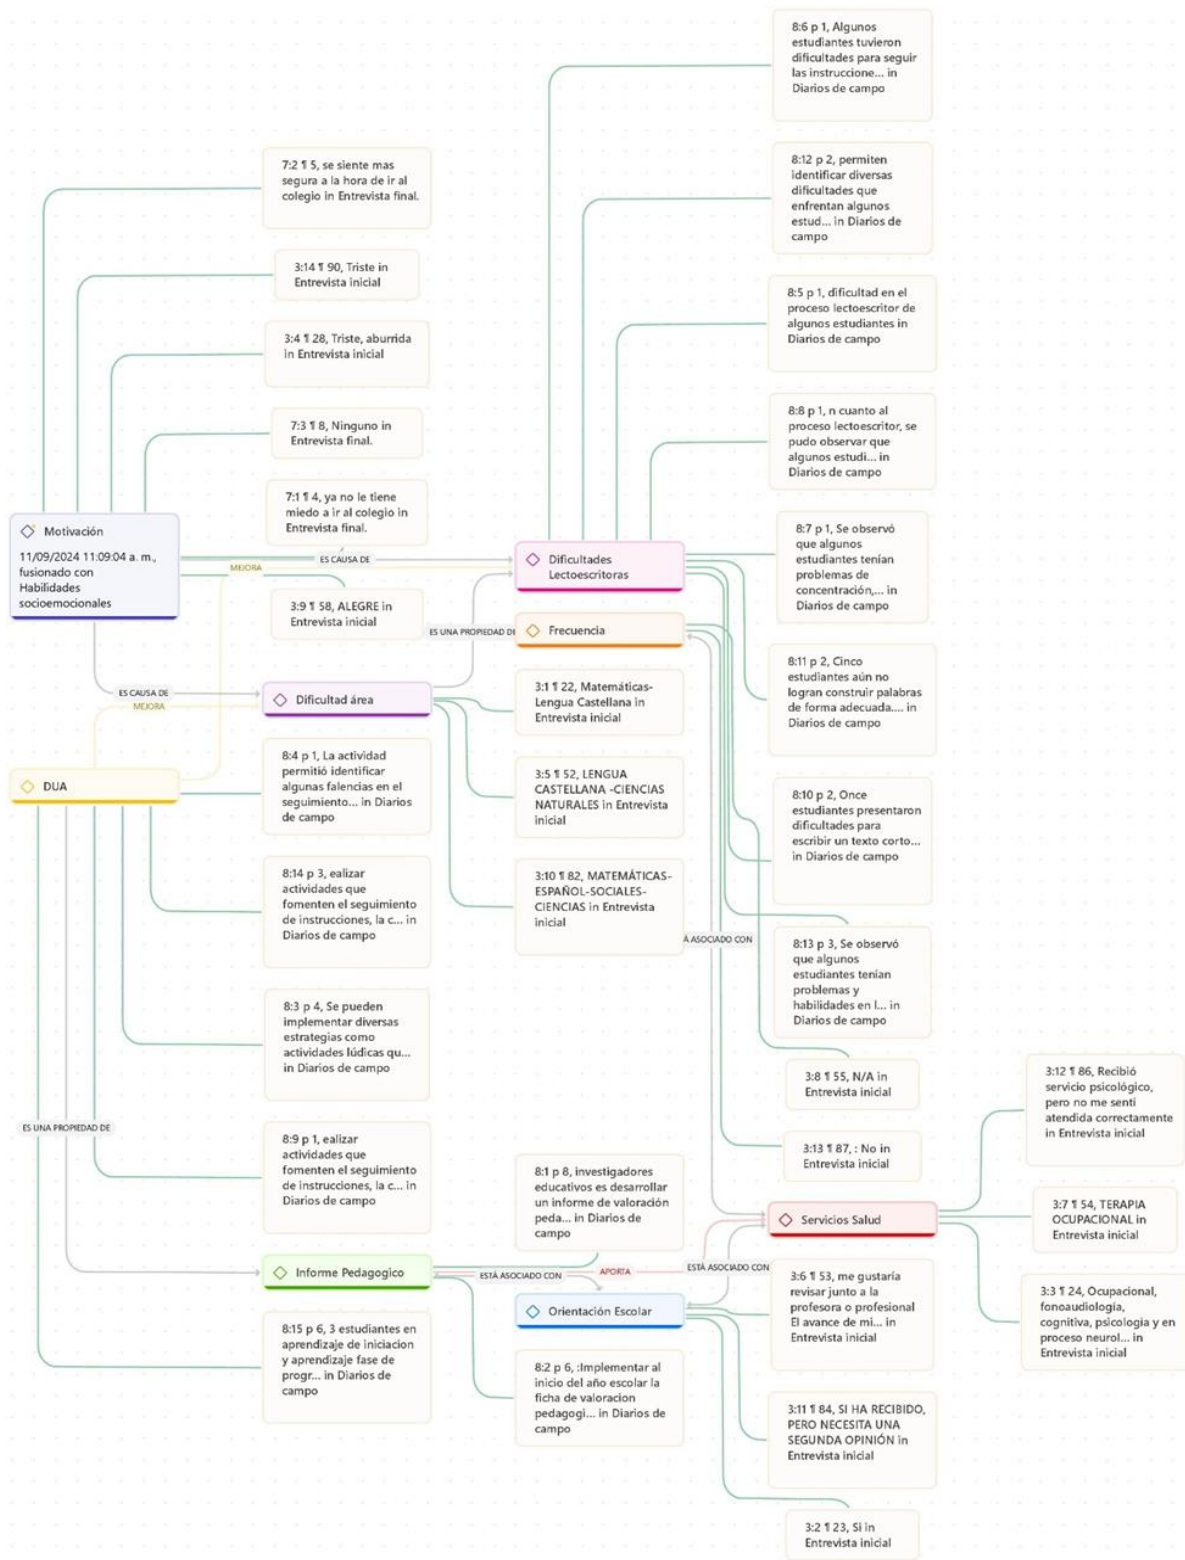 8:6 p 1, Algunos
estudiantes tuvieron
dificultades para seguir
las instruccione... in
Diarios de campo
8:12 p 2, permiten
identificar diversas
dificultades que
enfrentan algunos
estud... in Diarios de
campo
7:2 ¶ 5, se siente mas
segura a la hora de ir al
colegio in Entrevista final.
3:14 ¶ 90, Triste in
Entrevista inicial
8:5 p 1, dificultad en el
proceso lectoescritor de
algunos estudiantes in
Diarios de campo
3:4 ¶ 28, Triste, aburrida
in Entrevista inicial
7:3 ¶ 8, Ninguno in
Entrevista final.
8:8 p 1, n cuanto al
proceso lectoescritor, se
pudo observar que
algunos estudi... in
Diarios de campo
7:1 ¶ 4, ya no le tiene
miedo a ir al colegio in
Entrevista final.
Motivación
11/09/2024 11:09:04 a. m.,
fusionado con
Habilidades
socioemocionales
ES CAUSA DE
MEJORA
Dificultades
Lectoescritoras
8:7 p 1, Se observó
que algunos
estudiantes tenían
problemas de
concentración,... in
Diarios de campo
3:9 ¶ 58, ALEGRE in
Entrevista inicial
ES UNA PROPIEDAD DE
Frecuencia
ES CAUSA DE
MEJORA
Dificultad área
3:1 ¶ 22, Matemáticas-
Lengua Castellana in
Entrevista inicial
8:11 p 2, Cinco
estudiantes aún no
logran construir palabras
de forma adecuada.... in
Diarios de campo
DUA
8:4 p 1, La actividad
permitió identificar
algunas falencias en el
seguimiento... in Diarios
de campo
3:5 ¶ 52, LENGUA
CASTELLANA -CIENCIAS
NATURALES in Entrevista
inicial
8:10 p 2, Once
estudiantes presentaron
dificultades para
escribir un texto corto...
in Diarios de campo
8:14 p 3, ealizar
actividades que
fomenten el seguimiento
de instrucciones, la c... in
Diarios de campo
3:10 ¶ 82, MATEMÁTICAS-
ESPAÑOL-SOCIALES-
CIENCIAS in Entrevista
inicial
Á ASOCIADO CON
8:13 p 3, Se observó
que algunos
estudiantes tenían
problemas y
habilidades en l... in
Diarios de campo
8:3 p 4, Se pueden
implementar diversas
estrategias como
actividades lúdicas qu...
in Diarios de campo
3:8 ¶ 55, N/A in
Entrevista inicial
3:12 ¶ 86, Recibió
servicio psicológico,
pero no me senti
atendida correctamente
in Entrevista inicial
ES UNA PROPIEDAD DE
8:9 p 1, ealizar
actividades que
fomenten el seguimiento
de instrucciones, la c... in
Diarios de campo
3:13 ¶ 87, : No in
Entrevista inicial
8:1 p 8, investigadores
educativos es desarrollar
un informe de valoración
peda... in Diarios de
campo
Servicios Salud
3:7 ¶ 54, TERAPIA
OCUPACIONAL in
Entrevista inicial
Informe Pedagogico
ESTÁ ASOCIADO CON
APORTA
ESTÁ ASOCIADO CON
Orientación Escolar
3:6 ¶ 53, me gustaría
revisar junto a la
profesora o profesional
El avance de mi... in
Entrevista inicial
3:3 ¶ 24, Ocupacional,
fonoaudiología,
cognitiva, psicologia y en
proceso neurol... in
Entrevista inicial
8:15 p 6, 3 estudiantes en
aprendizaje de iniciacion
y aprendizaje fase de
progr... in Diarios de
campo
8:2 p 6, :Implementar al
inicio del año escolar la
ficha de valoracion
pedagogi... in Diarios de
campo
3:11 ¶ 84, SI HA RECIBIDO,
PERO NECESITA UNA
SEGUNDA OPINIÓN in
Entrevista inicial
3:2 ¶ 23, Si in
Entrevista inicial